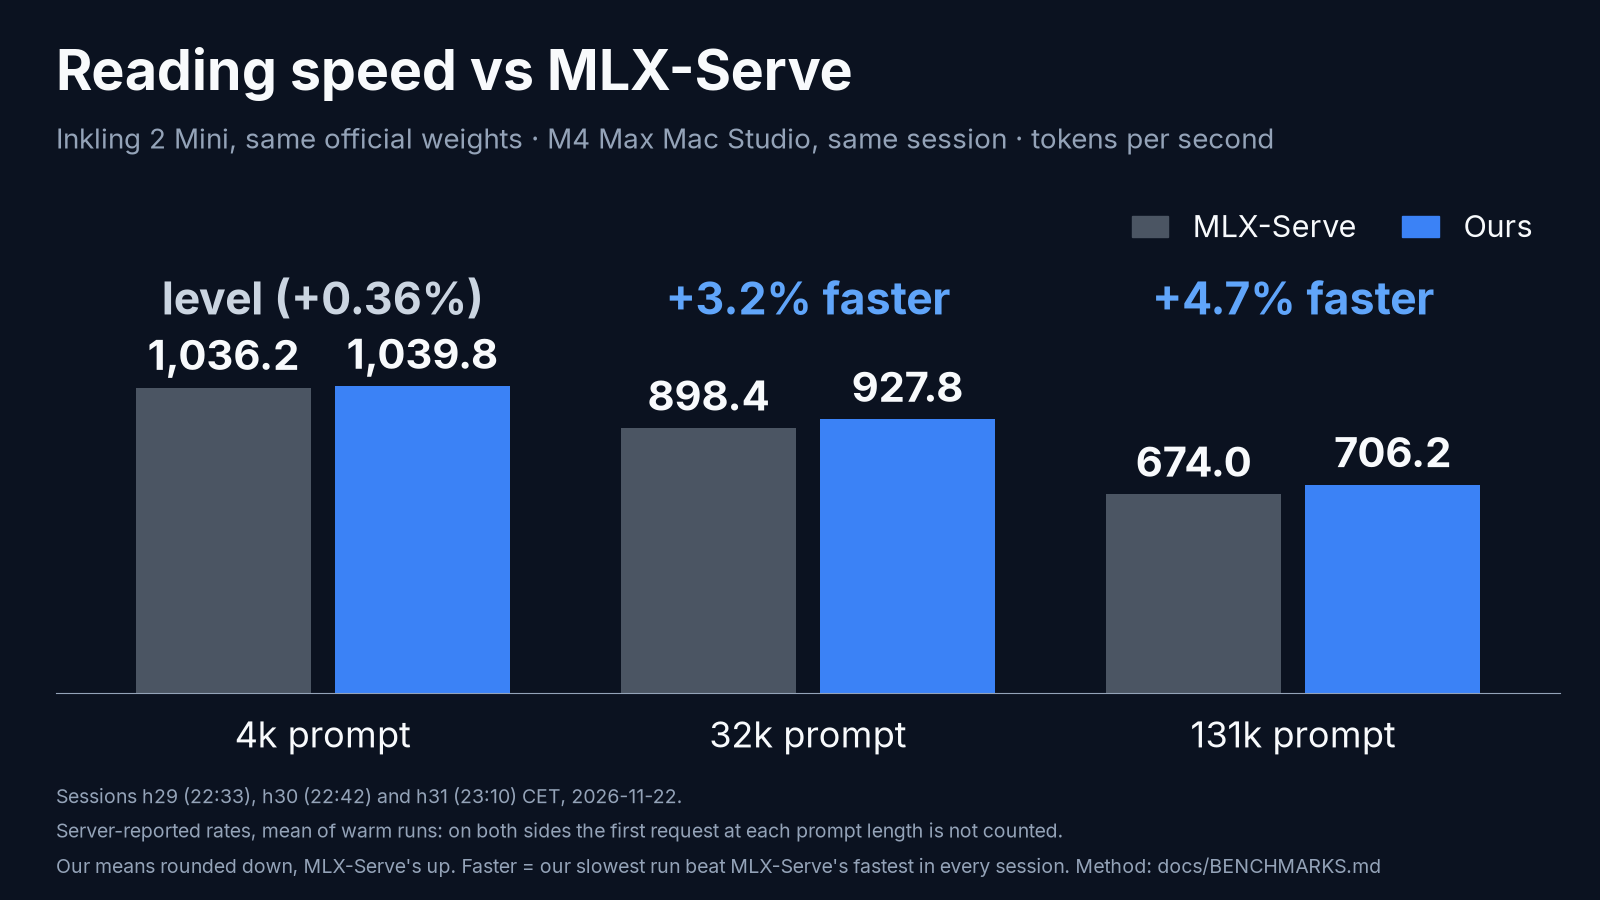 Reading speed vs MLX-Serve
Inkling 2 Mini, same official weights · M4 Max Mac Studio, same session · tokens per second
MLX-Serve Ours
level (+0.36%) +3.2% faster +4.7% faster
1,036.2 1,039.8 898.4 927.8 674.0 706.2
4k prompt 32k prompt 131k prompt
Sessions h29 (22:33), h30 (22:42) and h31 (23:10) CET, 2026-11-22.
Server-reported rates, mean of warm runs: on both sides the first request at each prompt length is not counted.
Our means rounded down, MLX-Serve's up. Faster = our slowest run beat MLX-Serve's fastest in every session. Method: docs/BENCHMARKS.md